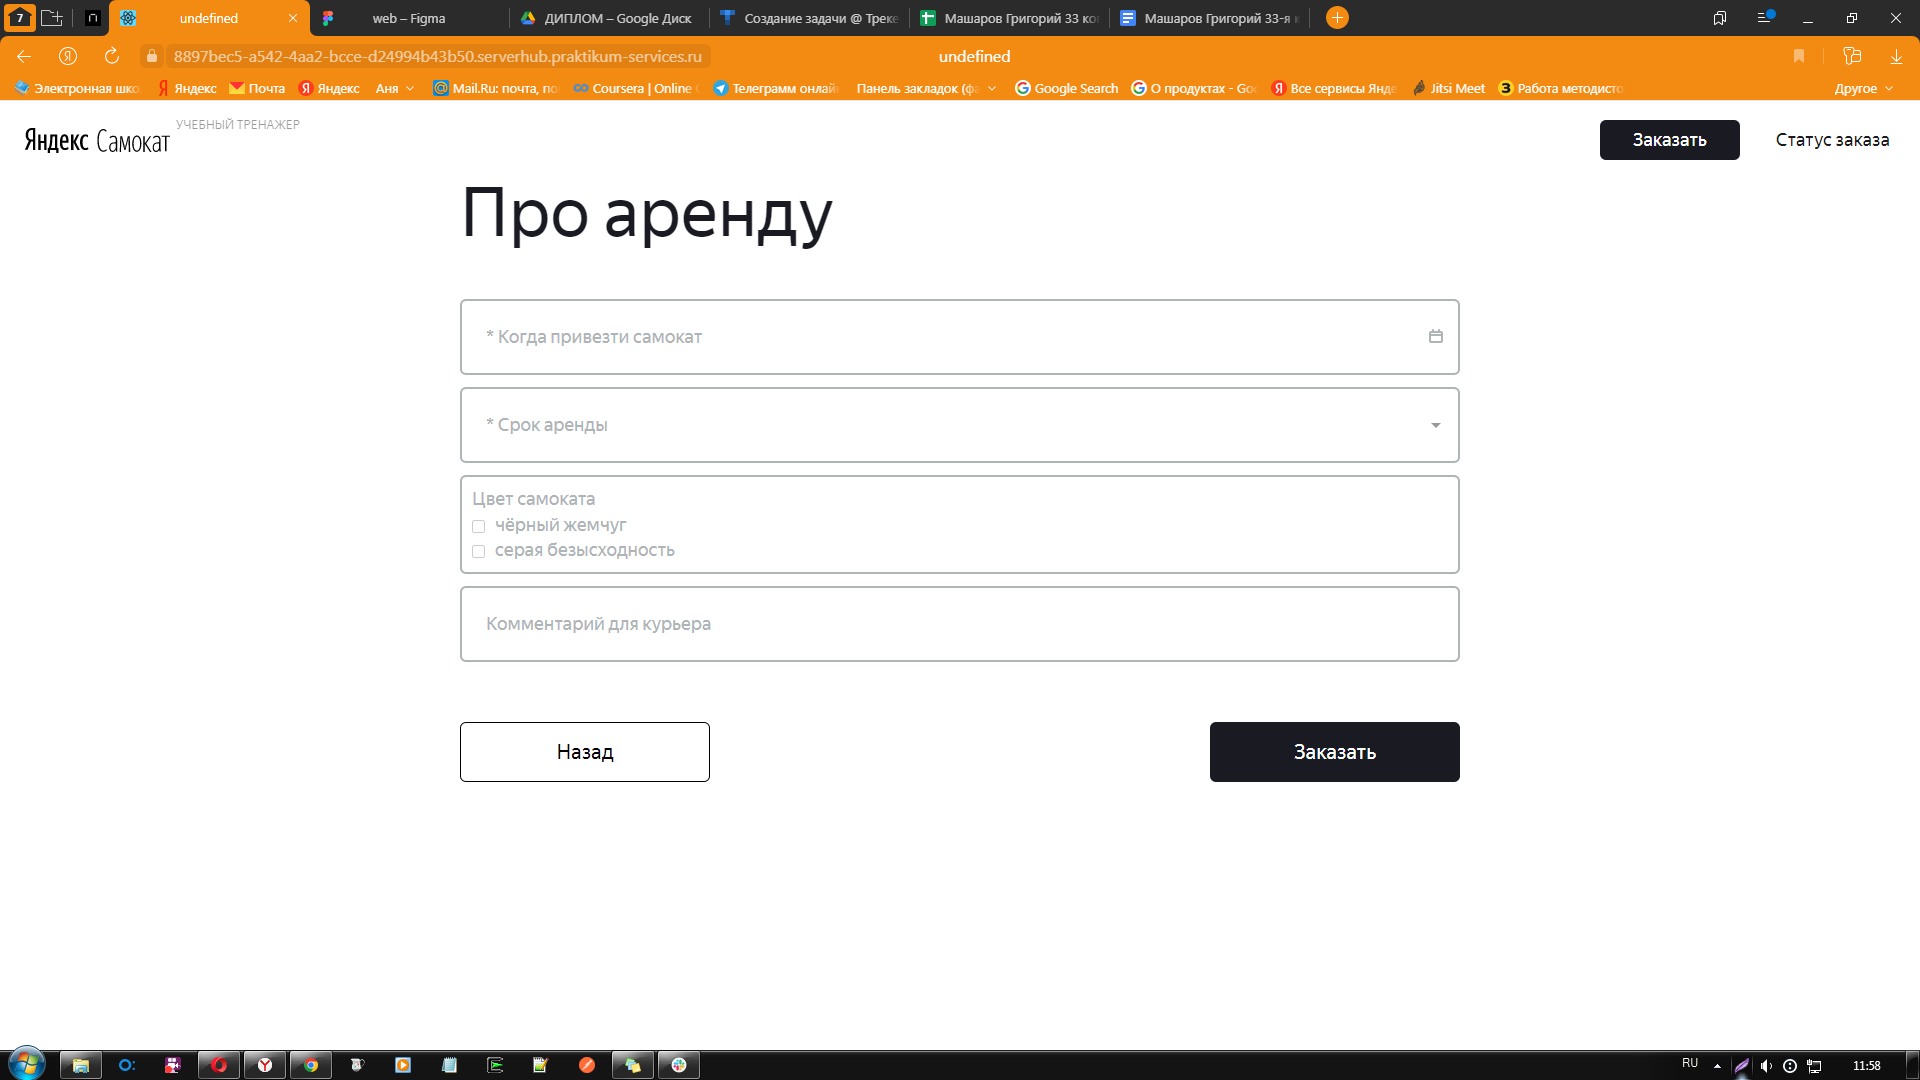 7
undefined
web – Figma
ДИПЛОМ – Google Диск
Создание задачи @ Треке
Машаров Григорий 33 ког
Машаров Григорий 33-я к
8897bec5-a542-4aa2-bcce-d24994b43b50.serverhub.praktikum-services.ru
undefined
Электронная шко
Яндекс
Почта
Яндекс
Аня
Mail.Ru: почта, по
Coursera | Online
Телеграмм онлай
Панель закладок (фа
Google Search
О продуктах - Goo
Все сервисы Янде
Jitsi Meet
Работа методисто
Другое
Яндекс Самокат
УЧЕБНЫЙ ТРЕНАЖЕР
Заказать
Статус заказа
Про аренду
* Когда привезти самокат
* Срок аренды
Цвет самоката
чёрный жемчуг
серая безысходность
Комментарий для курьера
Назад
Заказать
RU
11:58